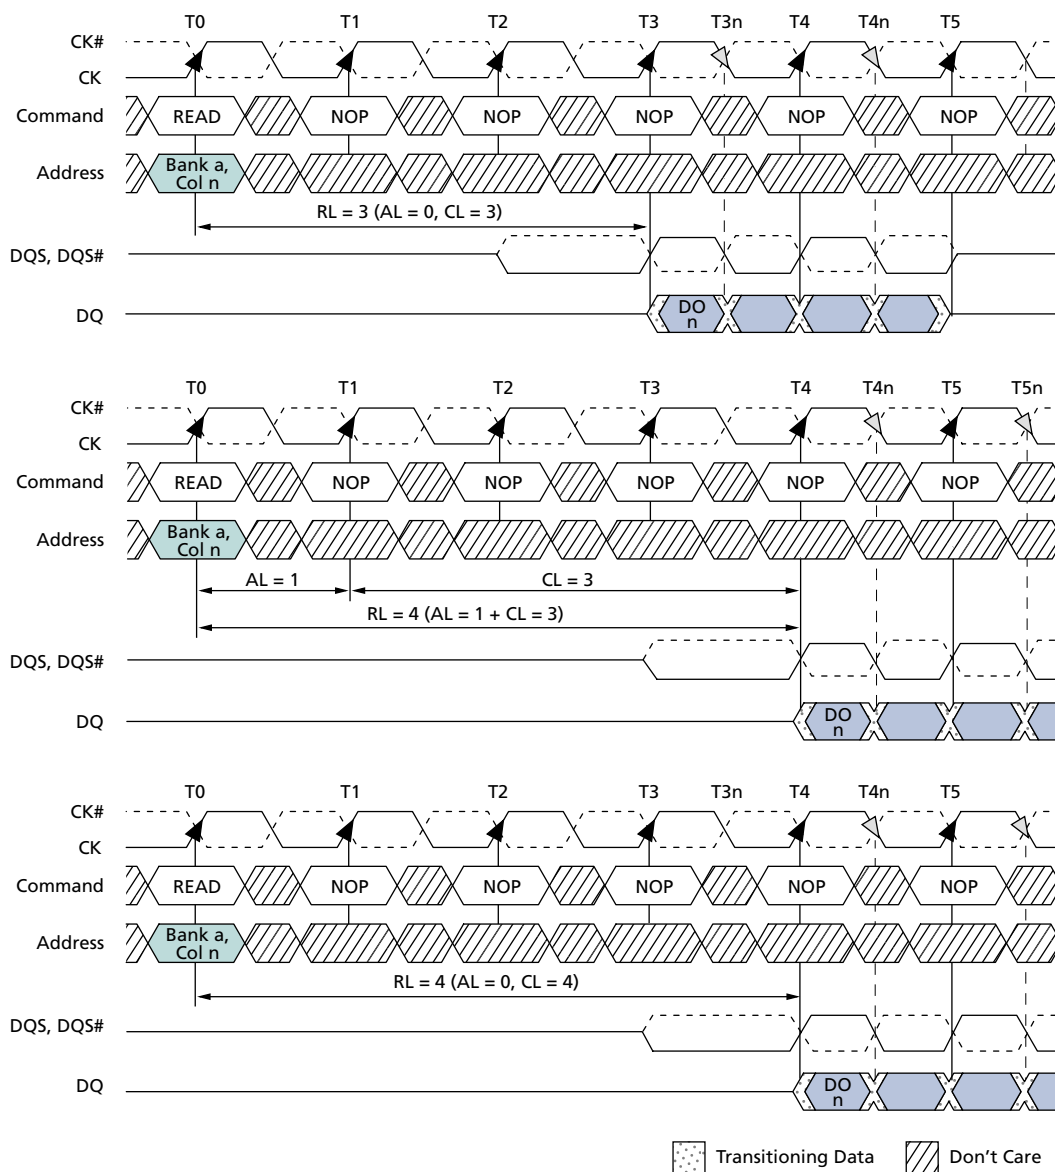 T0 T1 T2 T3 T3n T4 T4n T5
CK#
CK
Command READ NOP NOP NOP NOP NOP
Address Bank a,
Col n
RL = 3 (AL = 0, CL = 3)
DQS, DQS#
DQ DO
n
T0 T1 T2 T3 T4 T4n T5 T5n
CK#
CK
Command READ NOP NOP NOP NOP NOP
Address Bank a,
Col n
AL = 1 CL = 3
RL = 4 (AL = 1 + CL = 3)
DQS, DQS#
DQ DO
n
T0 T1 T2 T3 T3n T4 T4n T5
CK#
CK
Command READ NOP NOP NOP NOP NOP
Address Bank a,
Col n
RL = 4 (AL = 0, CL = 4)
DQS, DQS#
DQ DO
n
Transitioning Data Don't Care